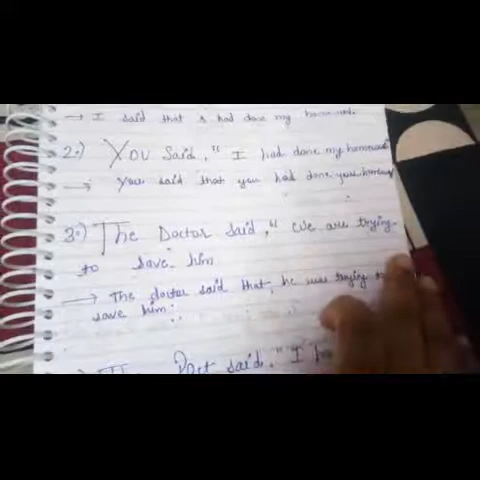 → I said that I had done my
2.) You Said, " I had done my homework
→ you said that you had done your homework
3.) The Doctor said, " We are trying
to save him
→ The doctor said that, he was trying to
save him.
said, " I